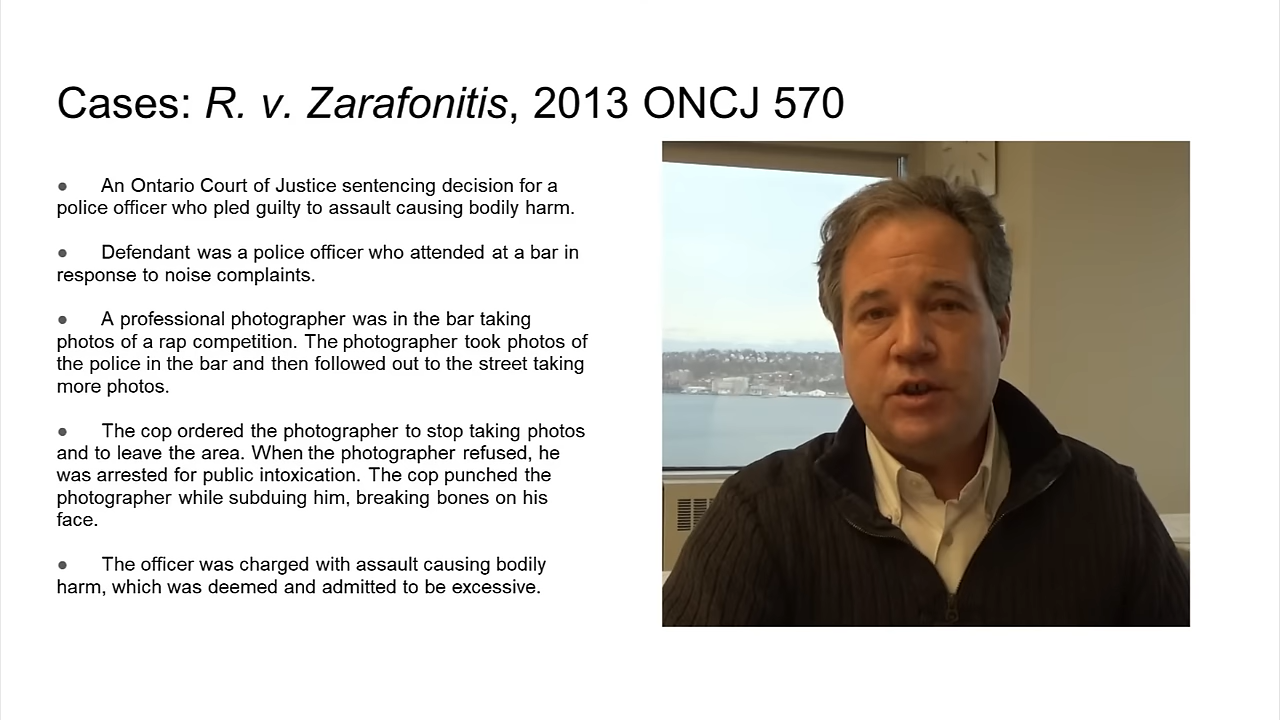 Cases: R. v. Zarafonitis, 2013 ONCJ 570
● An Ontario Court of Justice sentencing decision for a
police officer who pled guilty to assault causing bodily harm.
● Defendant was a police officer who attended at a bar in
response to noise complaints.
● A professional photographer was in the bar taking
photos of a rap competition. The photographer took photos of
the police in the bar and then followed out to the street taking
more photos.
● The cop ordered the photographer to stop taking photos
and to leave the area. When the photographer refused, he
was arrested for public intoxication. The cop punched the
photographer while subduing him, breaking bones on his
face.
● The officer was charged with assault causing bodily
harm, which was deemed and admitted to be excessive.